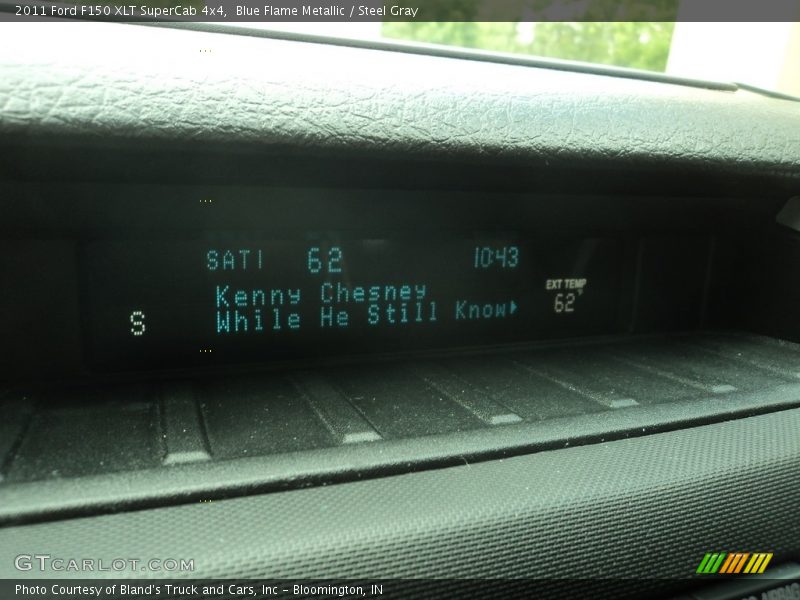 2011 Ford F150 XLT SuperCab 4x4, Blue Flame Metallic / Steel Gray
SAT1 62 10:43
Kenny Chesney
While He Still Know
S
EXT TEMP
62°
GTCARLOT.COM
Photo Courtesy of Bland's Truck and Cars, Inc - Bloomington, IN